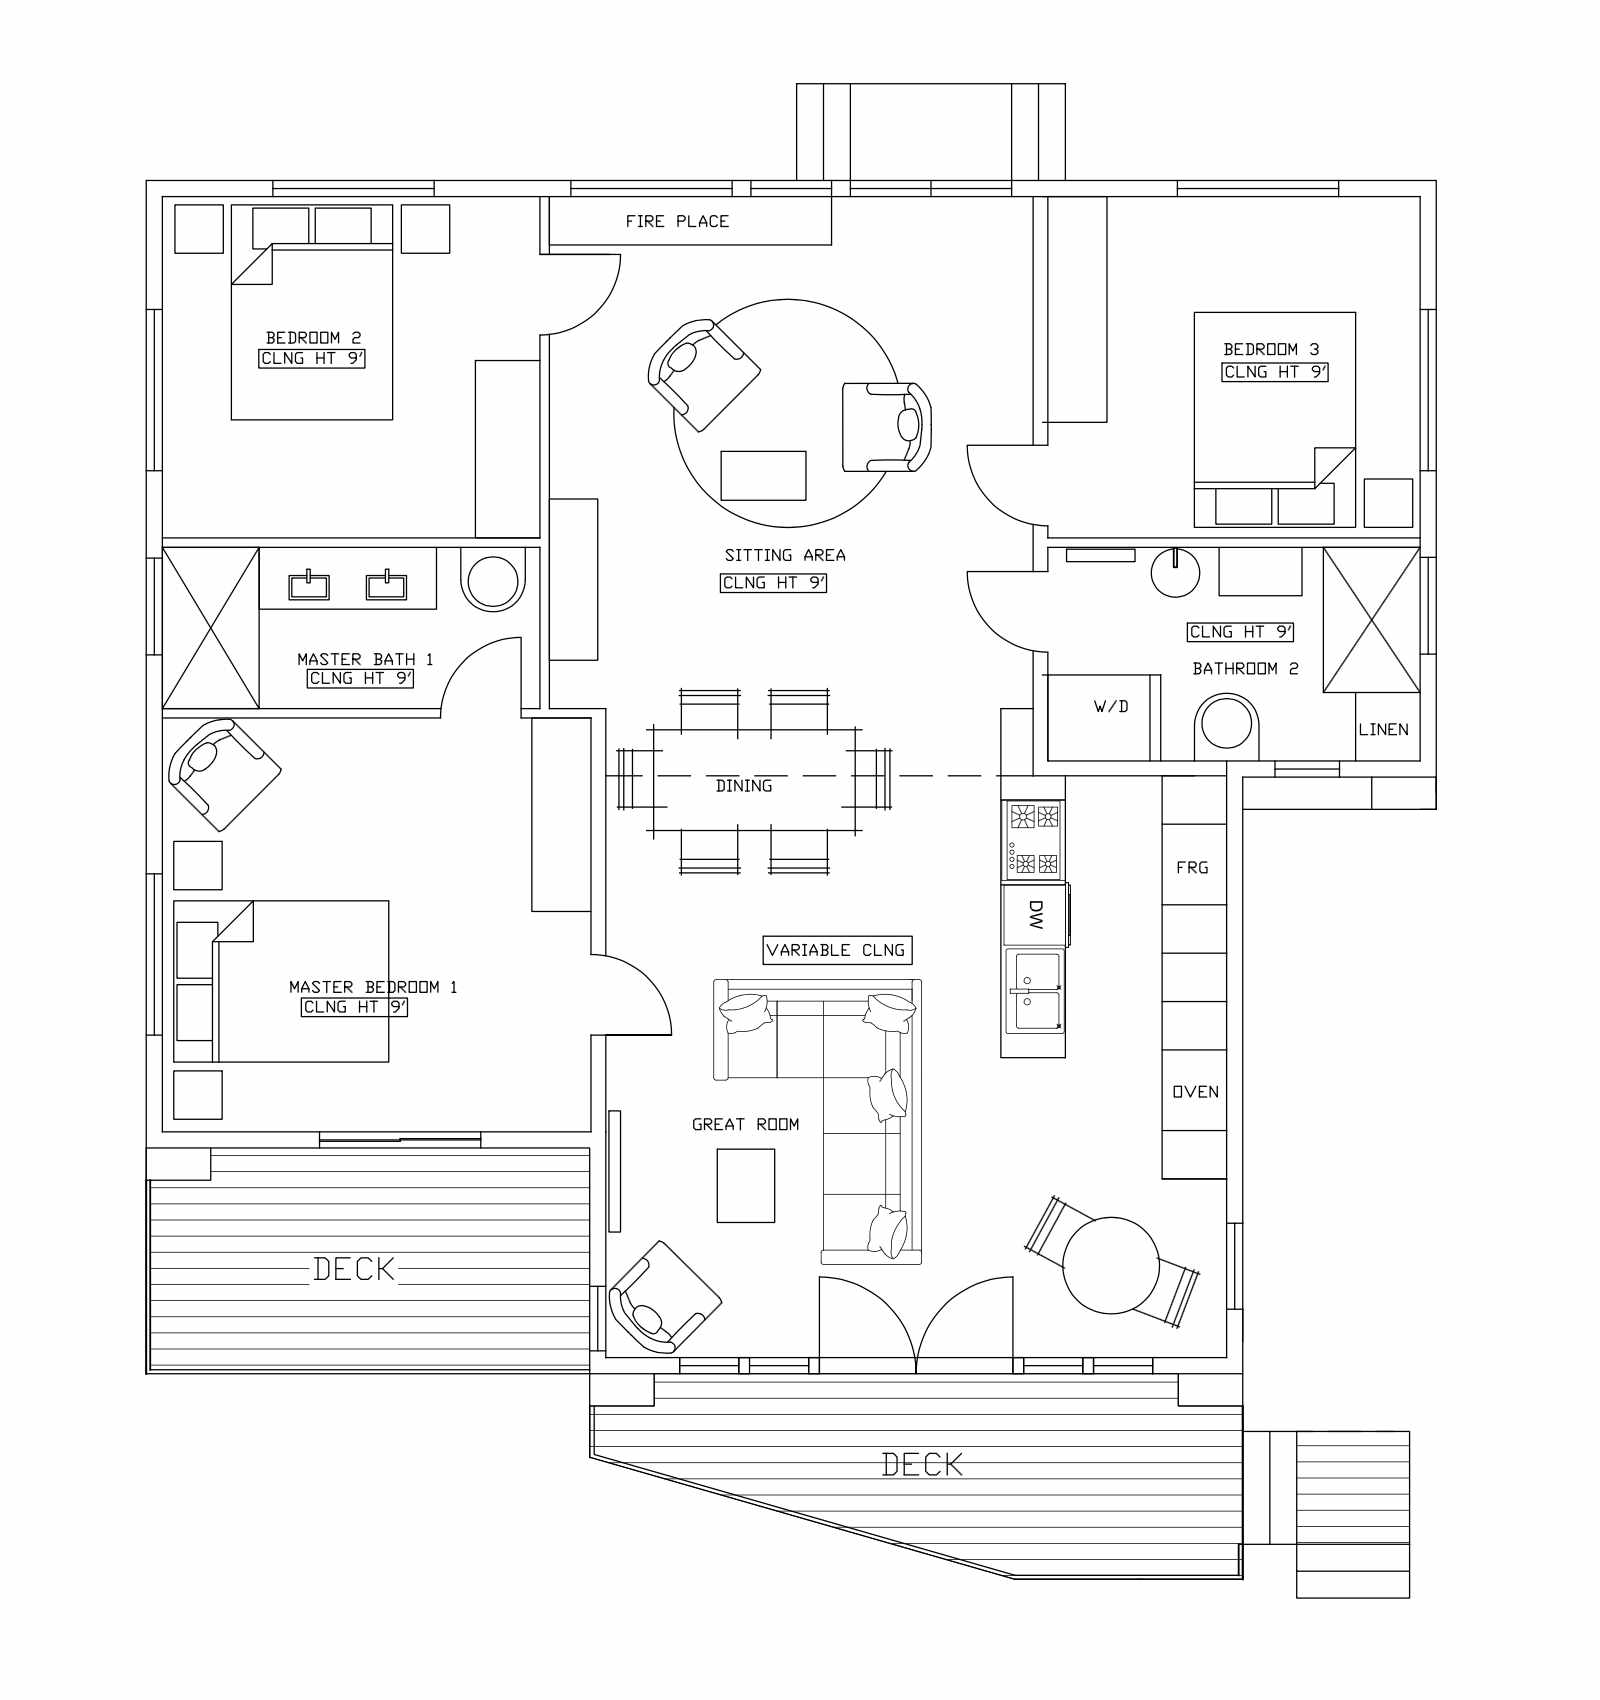 FIRE PLACE
BEDROOM 2
CLNG HT 9'
BEDROOM 3
CLNG HT 9'
SITTING AREA
CLNG HT 9'
MASTER BATH 1
CLNG HT 9'
CLNG HT 9'
BATHROOM 2
W/D
LINEN
DINING
FRG
DW
VARIABLE CLNG
MASTER BEDROOM 1
CLNG HT 9'
OVEN
GREAT ROOM
DECK
DECK